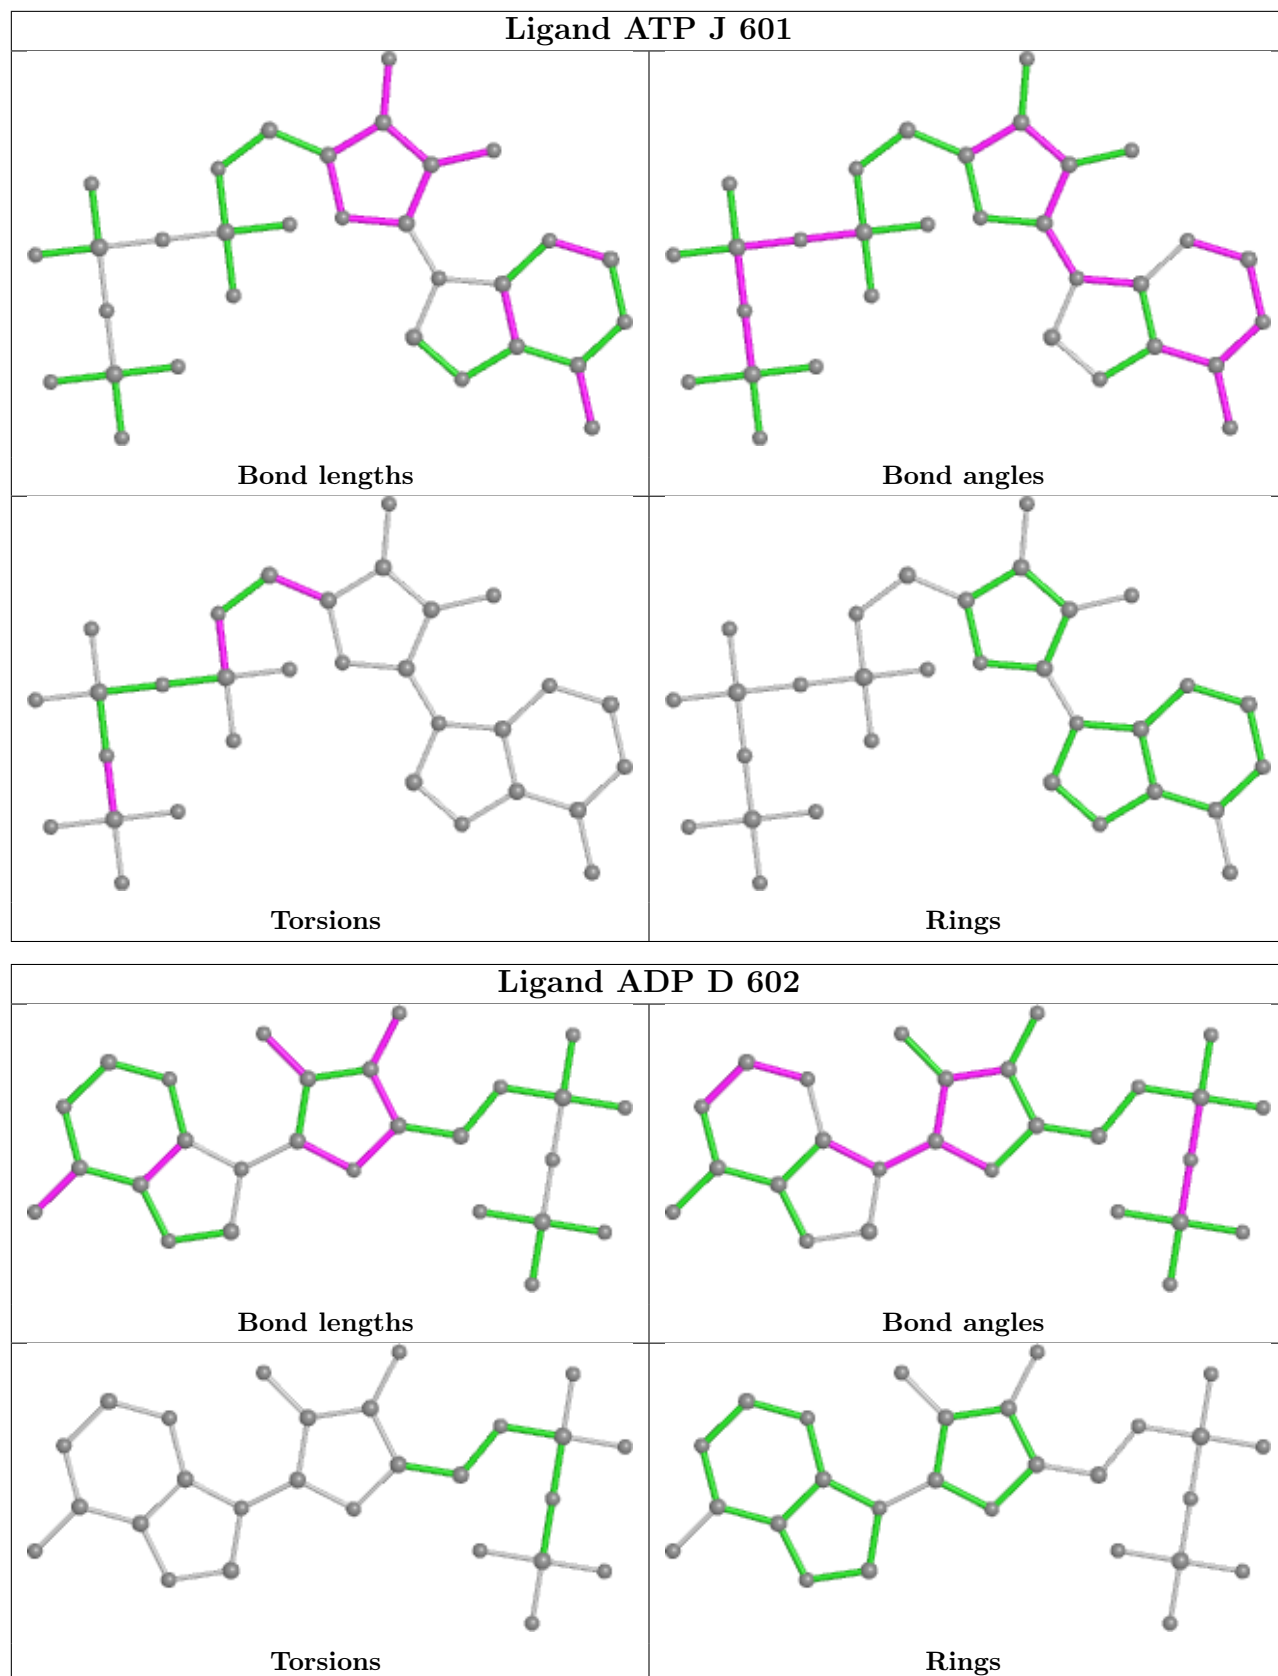 Ligand ATP J 601
Bond lengths
Bond angles
Torsions
Rings
Ligand ADP D 602
Bond lengths
Bond angles
Torsions
Rings